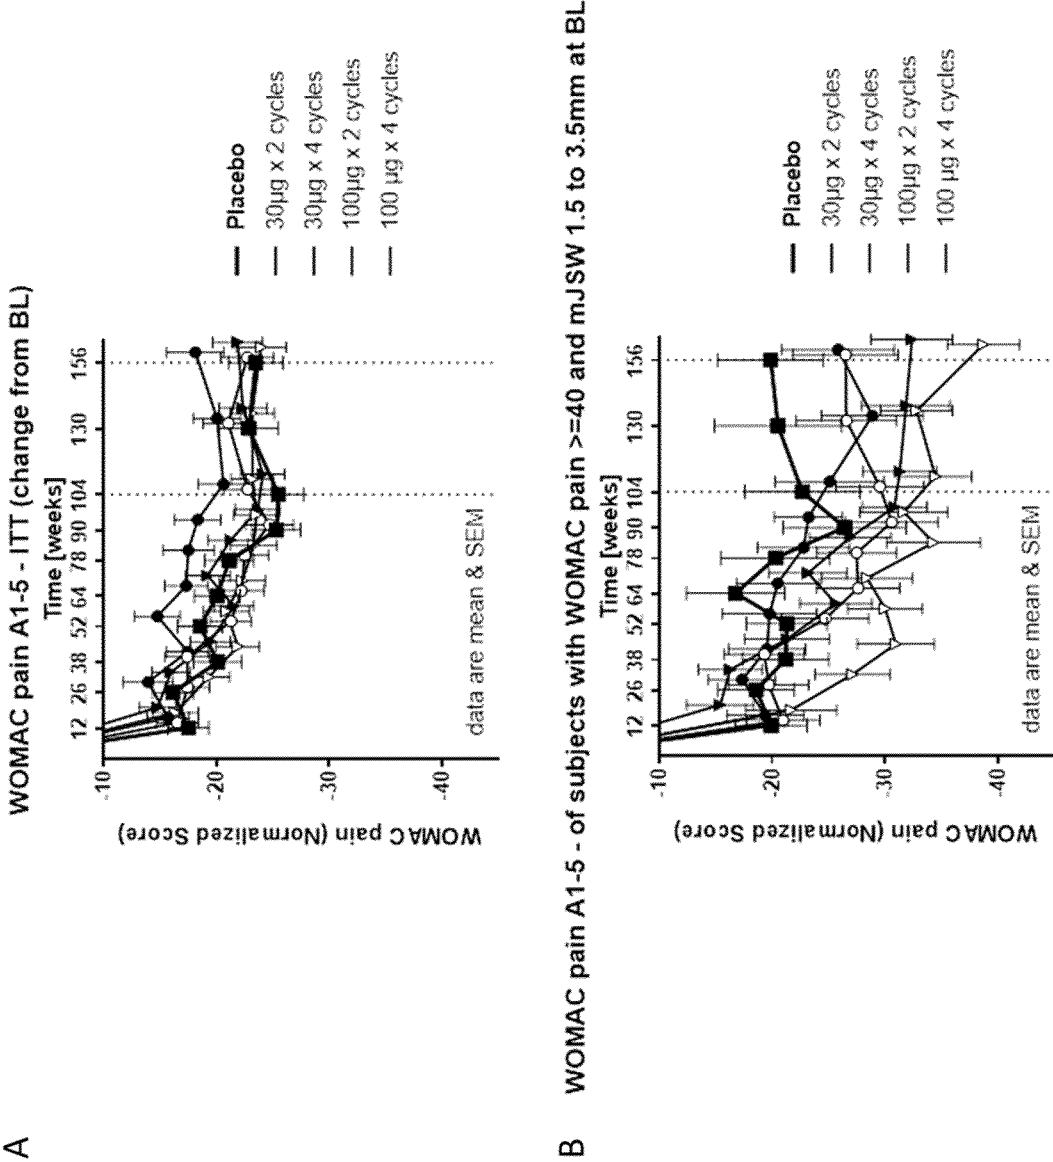 A
WOMAC pain A1-5 - ITT (change from BL)
Time [weeks]
12 26 38 52 64 78 90 104 130 156
-10
-20
-30
-40
WOMAC pain (Normalized Score)
data are mean & SEM
Placebo
30µg x 2 cycles
30µg x 4 cycles
100µg x 2 cycles
100 µg x 4 cycles
B
WOMAC pain A1-5 - of subjects with WOMAC pain >=40 and mJSW 1.5 to 3.5mm at BL
Time [weeks]
12 26 38 52 64 78 90 104 130 156
-10
-20
-30
-40
WOMAC pain (Normalized Score)
data are mean & SEM
Placebo
30µg x 2 cycles
30µg x 4 cycles
100µg x 2 cycles
100 µg x 4 cycles